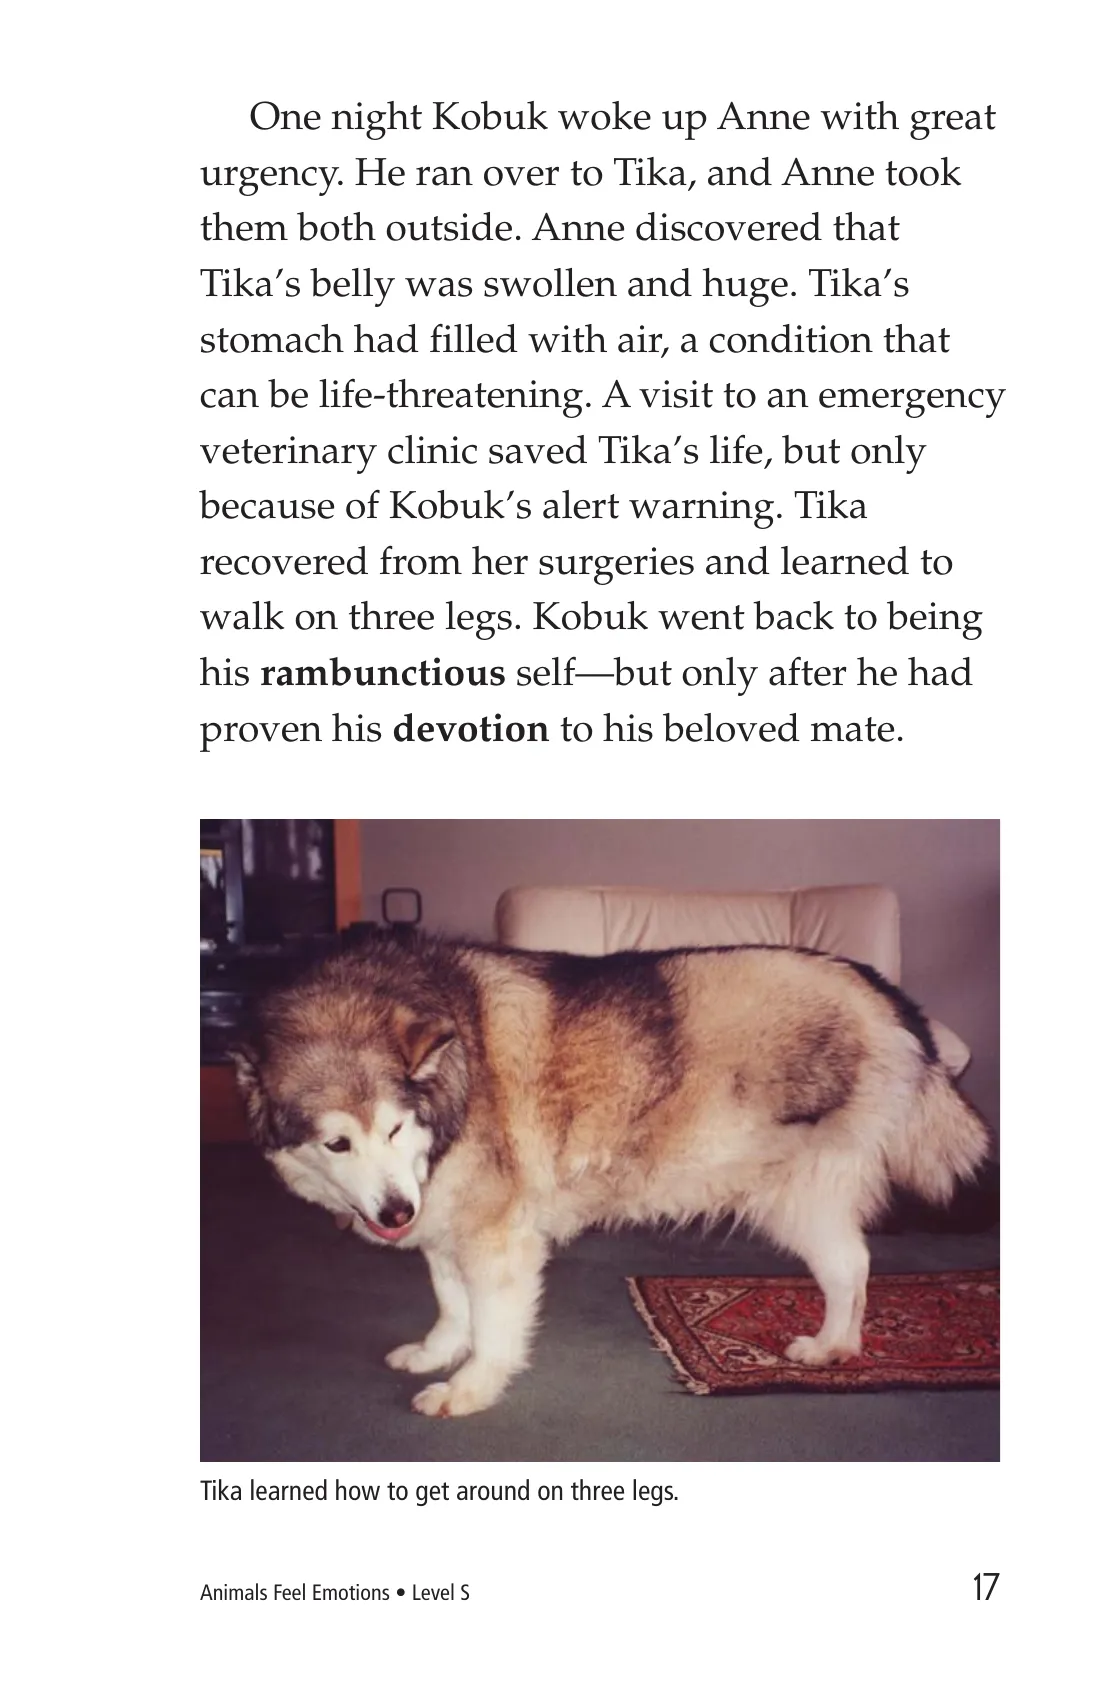 One night Kobuk woke up Anne with great
urgency. He ran over to Tika, and Anne took
them both outside. Anne discovered that
Tika’s belly was swollen and huge. Tika’s
stomach had filled with air, a condition that
can be life-threatening. A visit to an emergency
veterinary clinic saved Tika’s life, but only
because of Kobuk’s alert warning. Tika
recovered from her surgeries and learned to
walk on three legs. Kobuk went back to being
his rambunctious self—but only after he had
proven his devotion to his beloved mate.
Tika learned how to get around on three legs.
Animals Feel Emotions • Level S
17